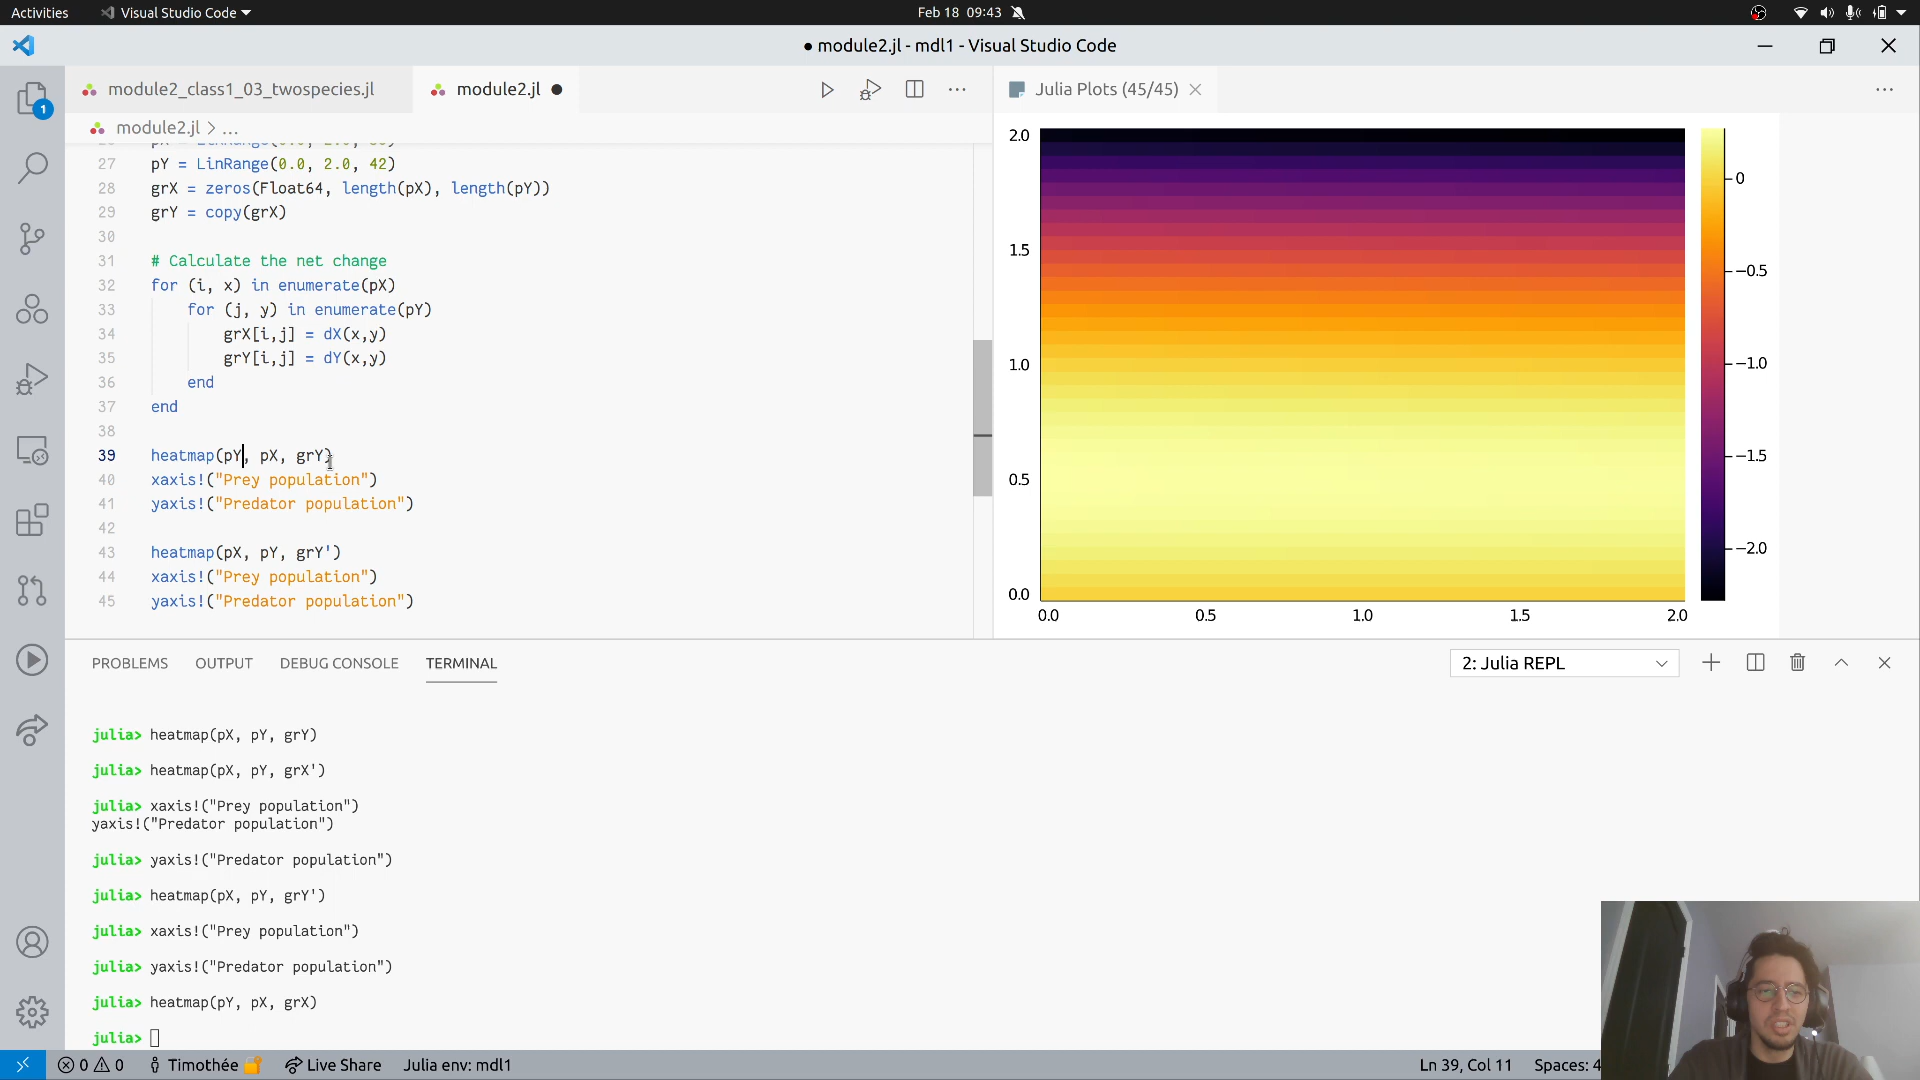 Activities
Visual Studio Code
Feb 18 09:43
module2.jl - mdl1 - Visual Studio Code
1
module2_class1_03_twospecies.jl
module2.jl
Julia Plots (45/45)
module2.jl > ...
27 pY = LinRange(0.0, 2.0, 42)
28 grX = zeros(Float64, length(pX), length(pY))
29 grY = copy(grX)
30
31 # Calculate the net change
32 for (i, x) in enumerate(pX)
33 for (j, y) in enumerate(pY)
34 grX[i,j] = dX(x,y)
35 grY[i,j] = dY(x,y)
36 end
37 end
38
39 heatmap(pY, pX, grY)
40 xaxis!("Prey population")
41 yaxis!("Predator population")
42
43 heatmap(pX, pY, grY')
44 xaxis!("Prey population")
45 yaxis!("Predator population")
2.0
1.5
1.0
0.5
0.0
0.0 0.5 1.0 1.5 2.0
0
−0.5
−1.0
−1.5
−2.0
PROBLEMS OUTPUT DEBUG CONSOLE TERMINAL
2: Julia REPL
julia> heatmap(pX, pY, grY)
julia> heatmap(pX, pY, grX')
julia> xaxis!("Prey population")
yaxis!("Predator population")
julia> yaxis!("Predator population")
julia> heatmap(pX, pY, grY')
julia> xaxis!("Prey population")
julia> yaxis!("Predator population")
julia> heatmap(pY, pX, grX)
julia>
0 0 Timothée Live Share Julia env: mdl1
Ln 39, Col 11 Spaces: 4